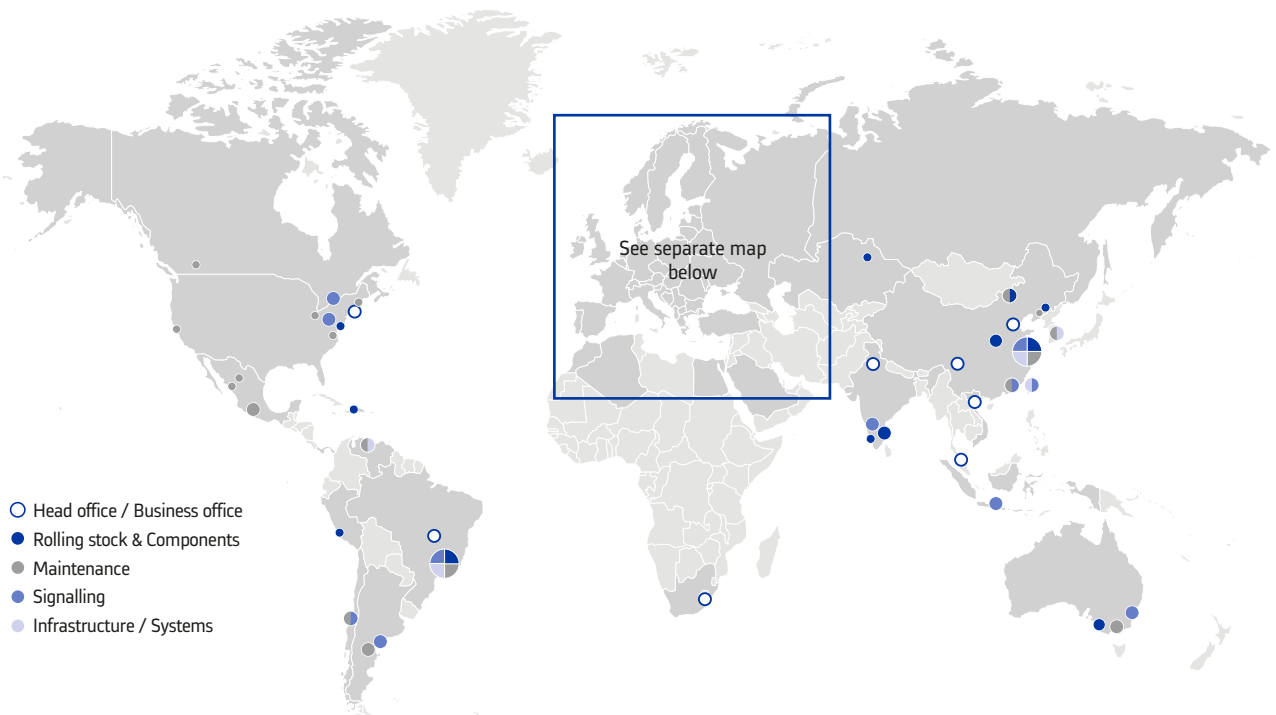 See separate map
below
Head office / Business office
Rolling stock & Components
Maintenance
Signalling
Infrastructure / Systems